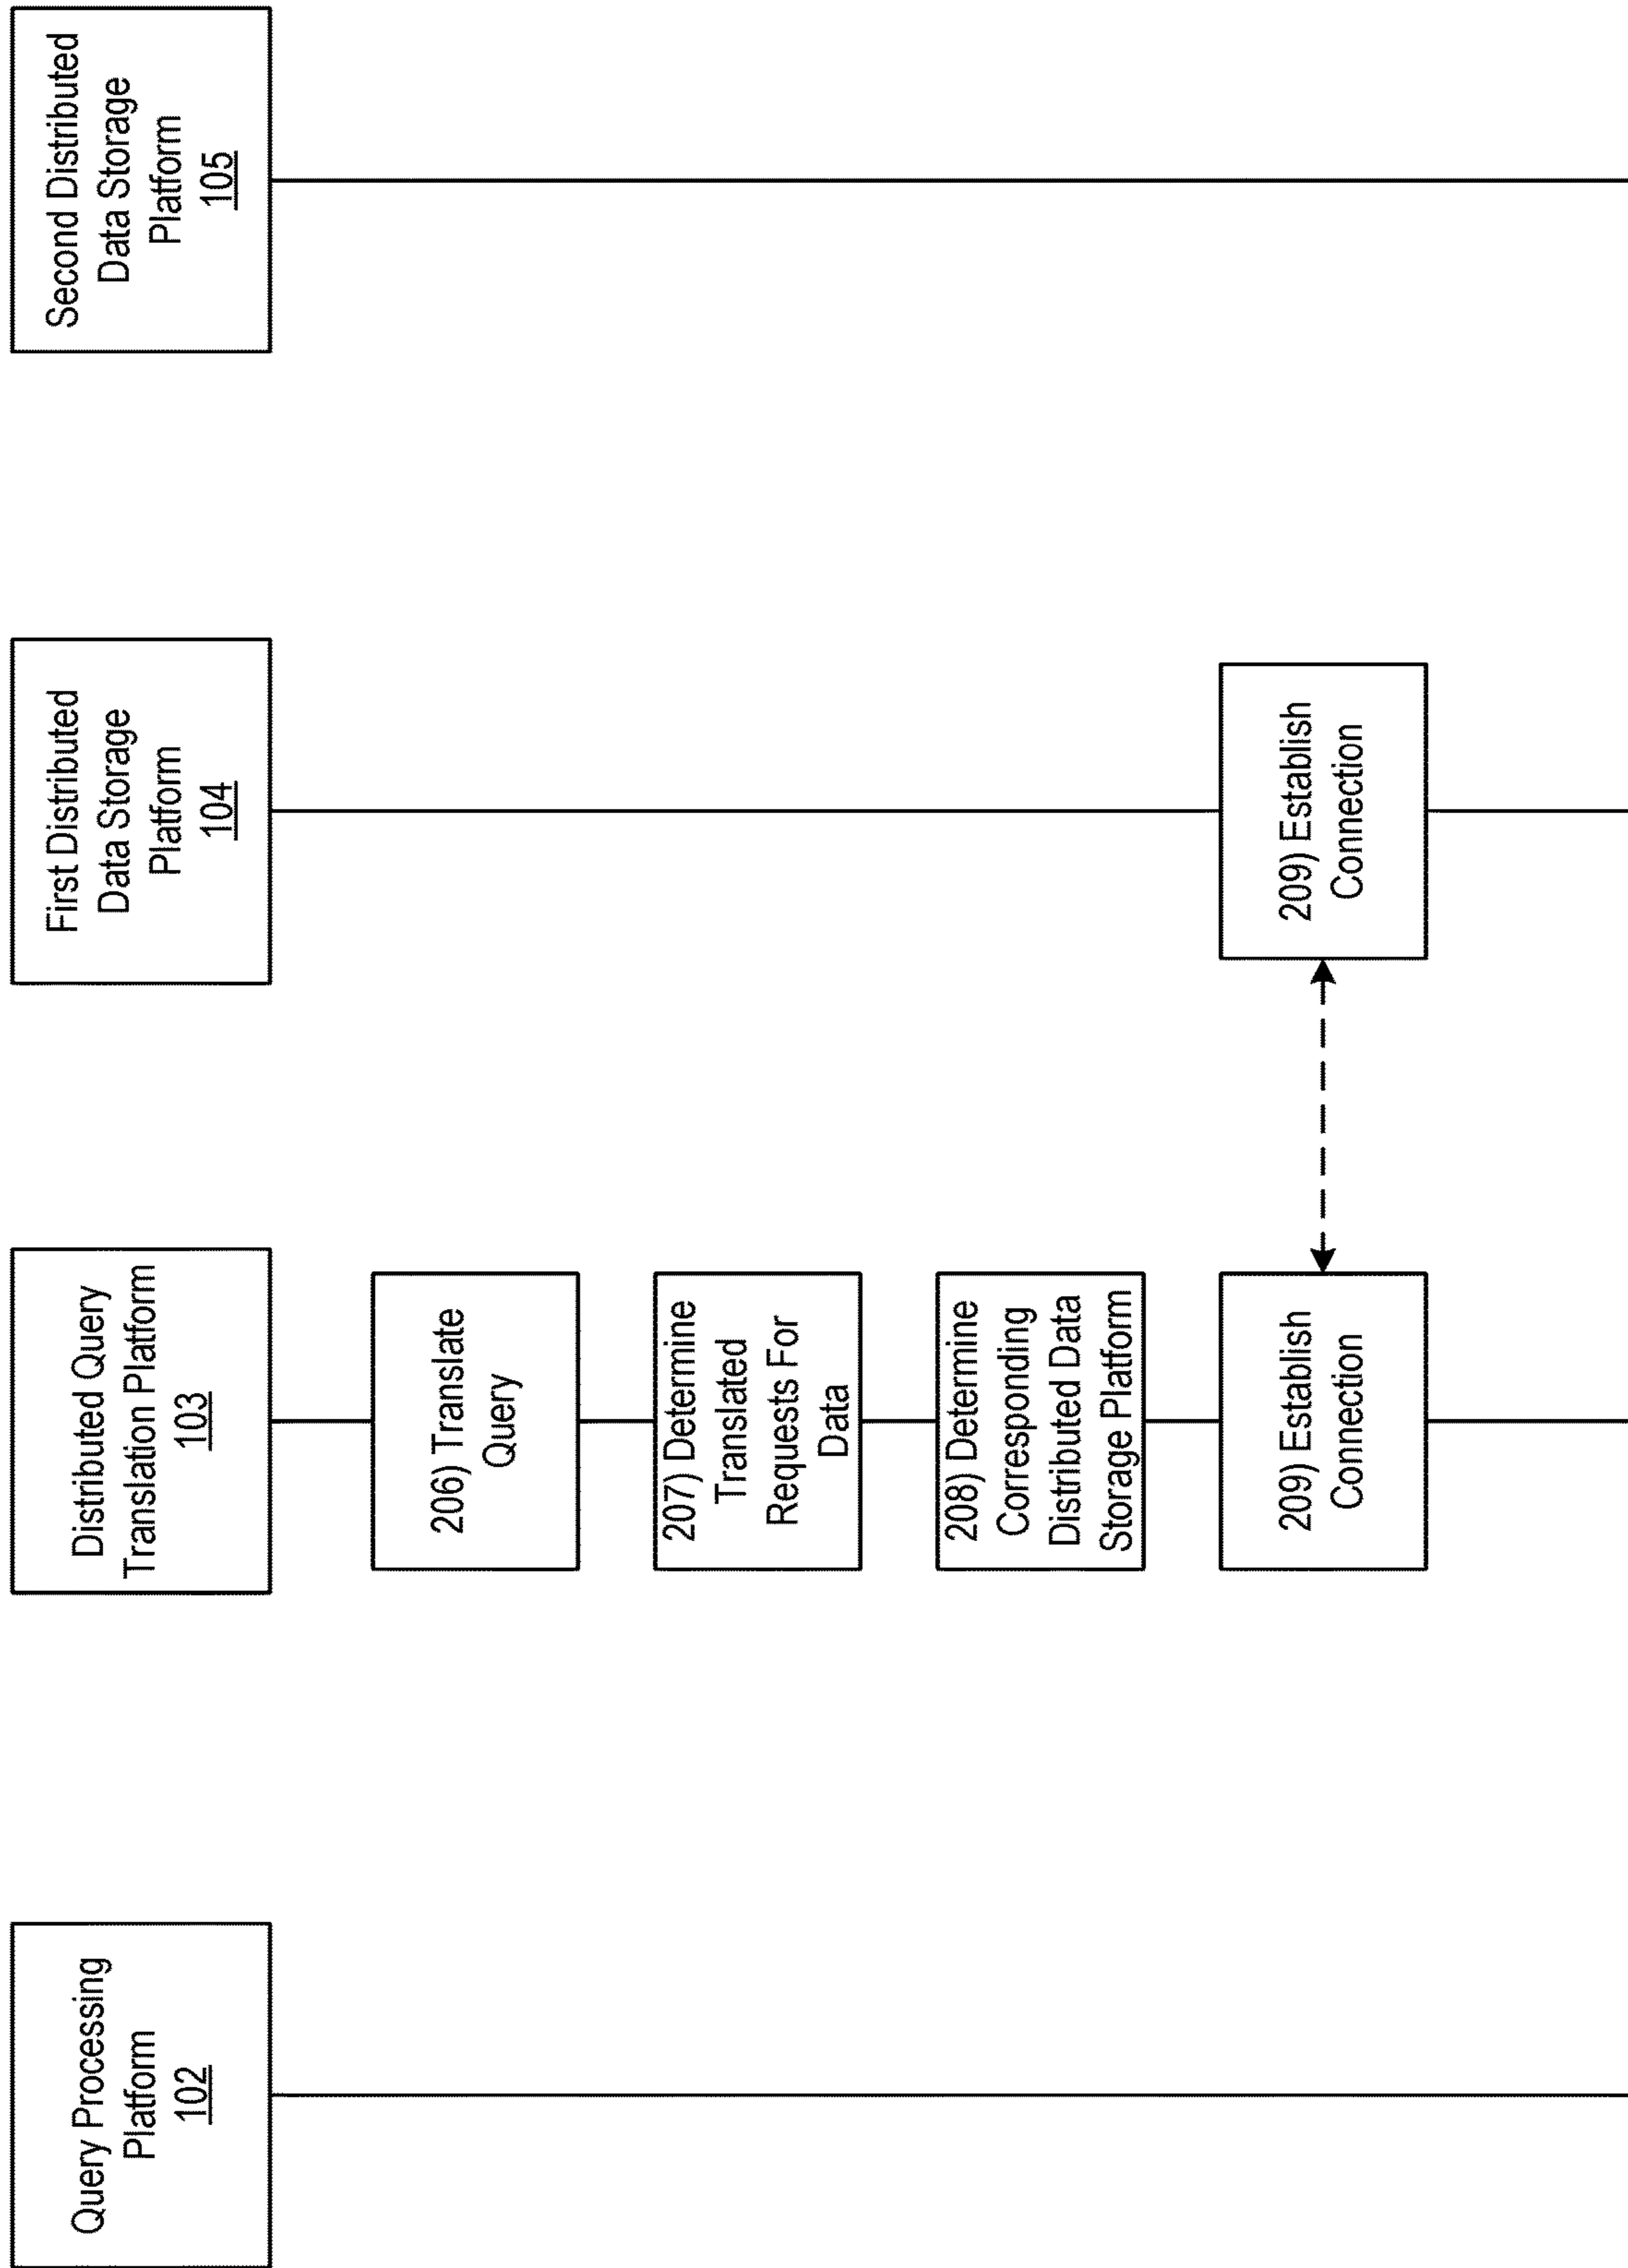 Query Processing
Platform
102
Distributed Query
Translation Platform
103
First Distributed
Data Storage
Platform
104
Second Distributed
Data Storage
Platform
105
206) Translate
Query
207) Determine
Translated
Requests For
Data
208) Determine
Corresponding
Distributed Data
Storage Platform
209) Establish
Connection
209) Establish
Connection